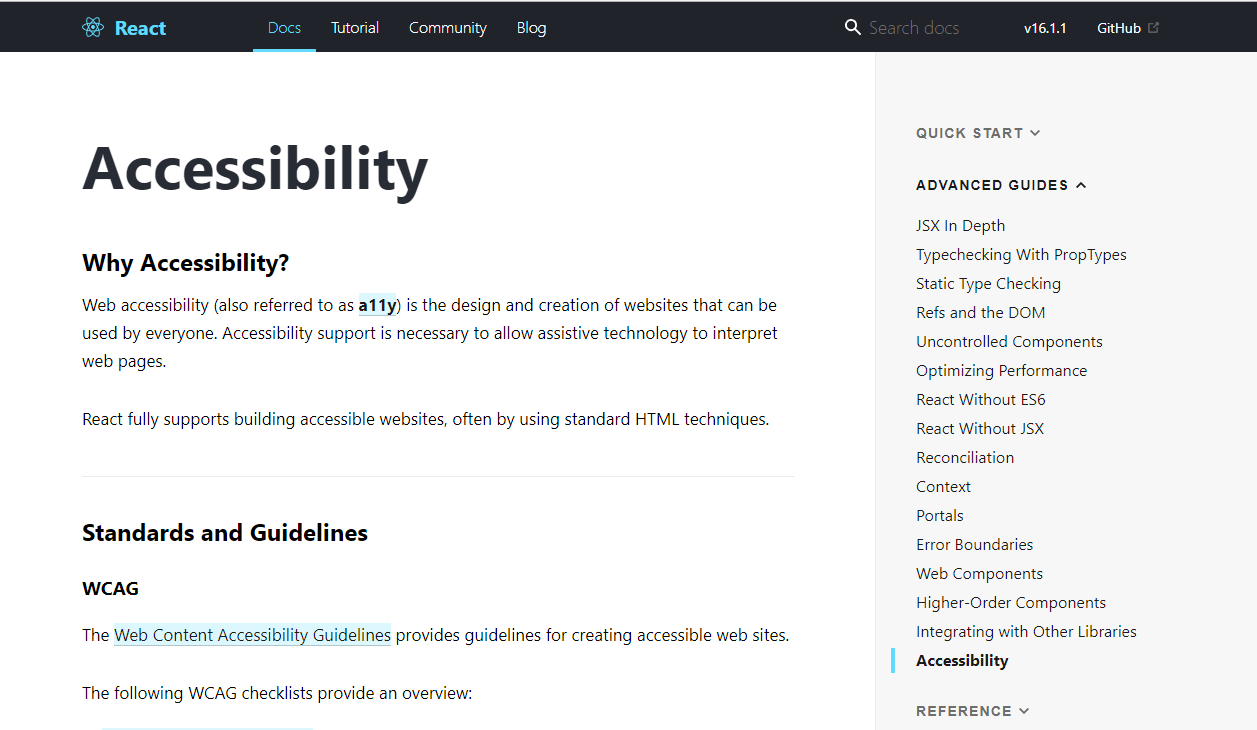 React
Docs Tutorial Community Blog
Search docs
v16.1.1
GitHub
Accessibility
Why Accessibility?
Web accessibility (also referred to as a11y) is the design and creation of websites that can be
used by everyone. Accessibility support is necessary to allow assistive technology to interpret
web pages.
React fully supports building accessible websites, often by using standard HTML techniques.
Standards and Guidelines
WCAG
The Web Content Accessibility Guidelines provides guidelines for creating accessible web sites.
The following WCAG checklists provide an overview:
QUICK START
ADVANCED GUIDES
JSX In Depth
Typechecking With PropTypes
Static Type Checking
Refs and the DOM
Uncontrolled Components
Optimizing Performance
React Without ES6
React Without JSX
Reconciliation
Context
Portals
Error Boundaries
Web Components
Higher-Order Components
Integrating with Other Libraries
Accessibility
REFERENCE